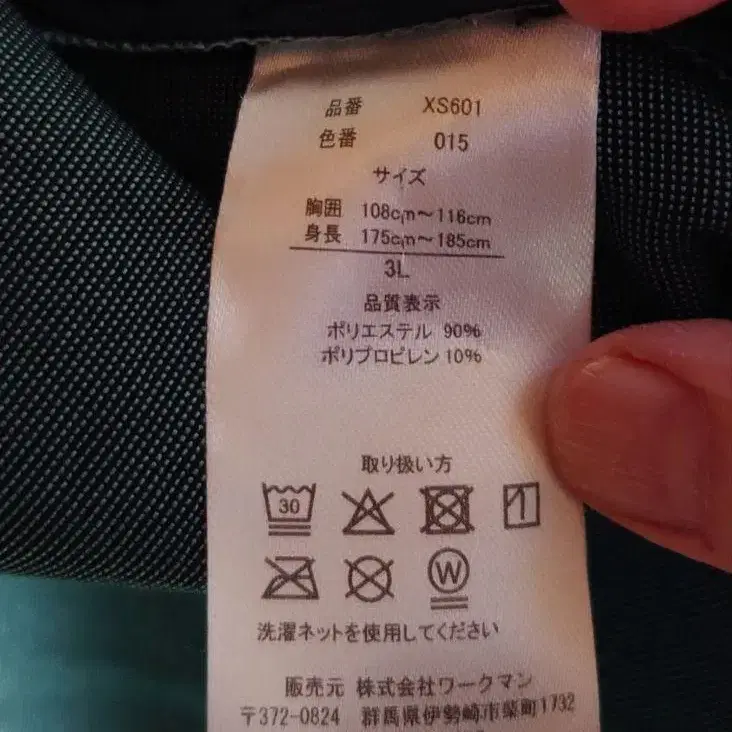 品番 XS601
色番 015
サイズ
胸囲 108cm～116cm
身長 175cm～185cm
3L
品質表示
ポリエステル 90%
ポリプロピレン 10%
取り扱い方
30
W
洗濯ネットを使用してください
販売元 株式会社ワークマン
〒372-0824 群馬県伊勢崎市柴町1732